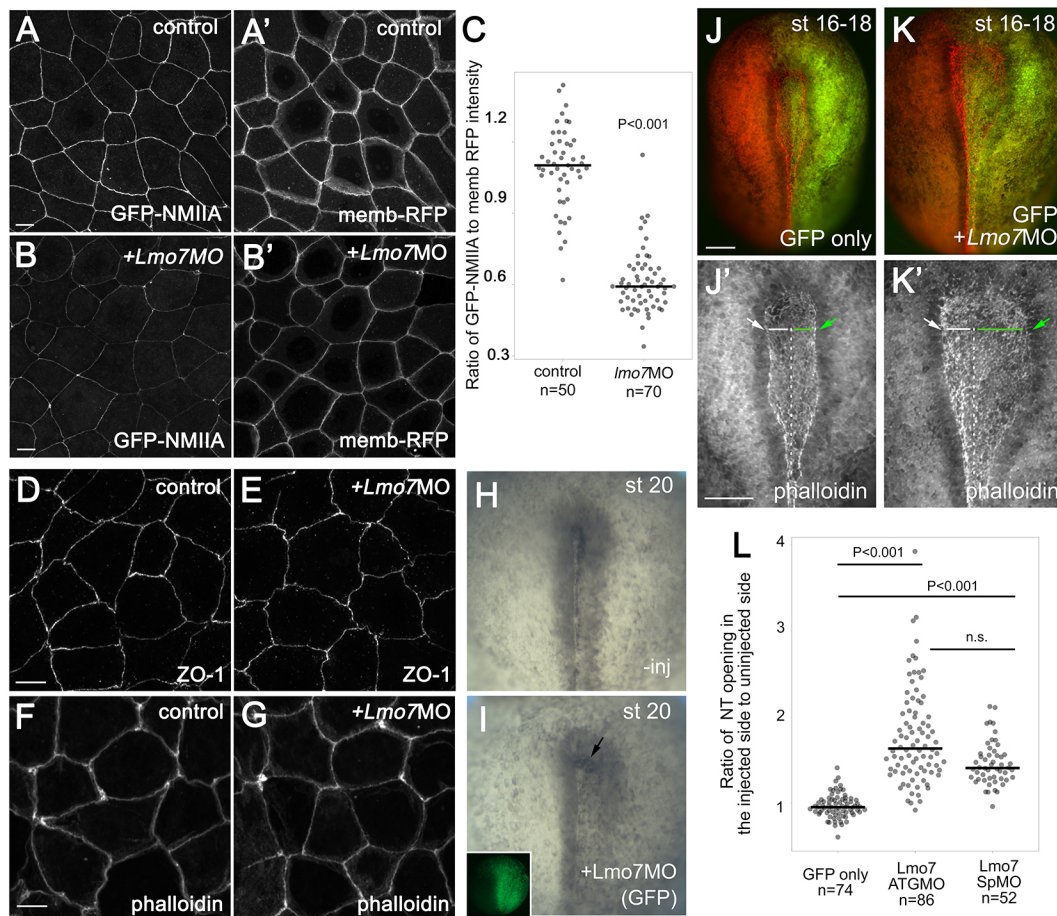 A
control
GFP-NMIIA
A'
control
memb-RFP
B
+Lmo7MO
GFP-NMIIA
B'
+Lmo7MO
memb-RFP
C
Ratio of GFP-NMIIA to memb RFP intensity
1.2
0.9
0.6
0.3
P<0.001
control
n=50
lmo7MO
n=70
D
control
ZO-1
E
+Lmo7MO
ZO-1
F
control
phalloidin
G
+Lmo7MO
phalloidin
H
st 20
-inj
I
st 20
+Lmo7MO
(GFP)
J
st 16-18
GFP only
K
st 16-18
GFP
+Lmo7MO
J'
phalloidin
K'
phalloidin
L
Ratio of NT opening in
the injected side to uninjected side
4
3
2
1
P<0.001
P<0.001
n.s.
GFP only
n=74
Lmo7
ATGMO
n=86
Lmo7
SpMO
n=52